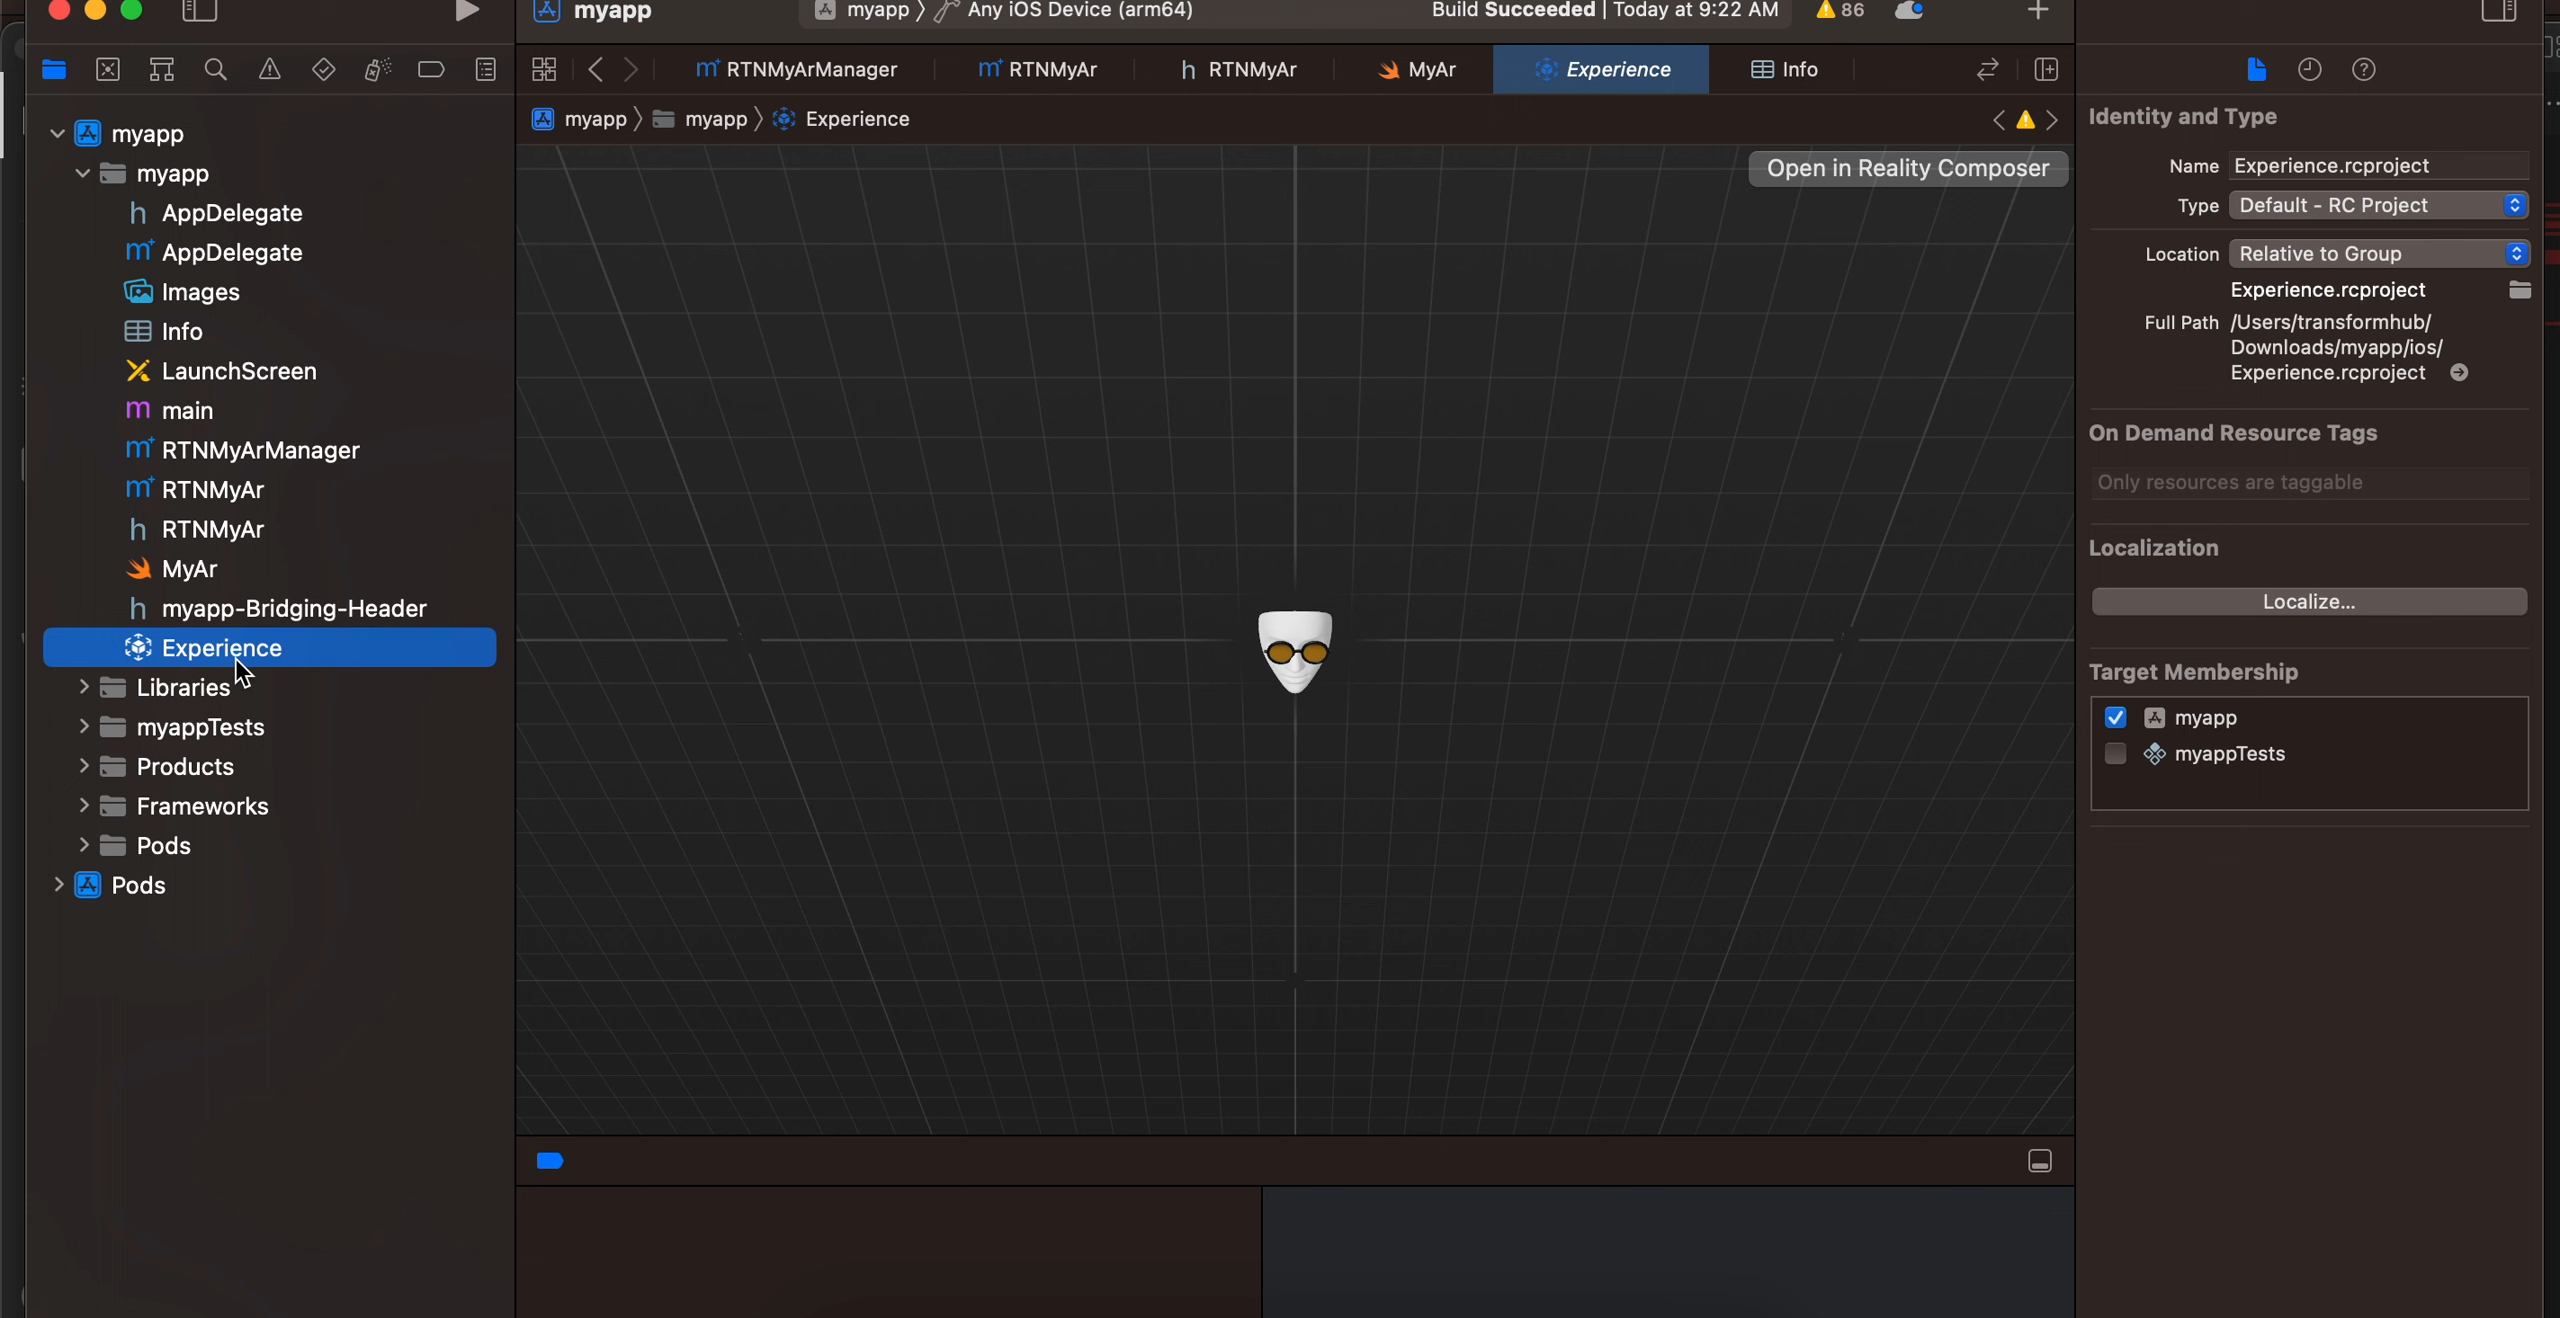 myapp
myapp 〉 Any iOS Device (arm64)
Build Succeeded | Today at 9:22 AM
86
RTNMyArManager
RTNMyAr
h RTNMyAr
MyAr
Experience
Info
myapp 〉 myapp 〉 Experience
Open in Reality Composer
myapp
myapp
h AppDelegate
m+ AppDelegate
Images
Info
LaunchScreen
m main
m+ RTNMyArManager
m+ RTNMyAr
h RTNMyAr
MyAr
h myapp-Bridging-Header
Experience
Libraries
myappTests
Products
Frameworks
Pods
Pods
Identity and Type
Name Experience.rcproject
Type Default - RC Project
Location Relative to Group
Experience.rcproject
Full Path /Users/transformhub/
Downloads/myapp/ios/
Experience.rcproject
On Demand Resource Tags
Only resources are taggable
Localization
Localize...
Target Membership
myapp
myappTests